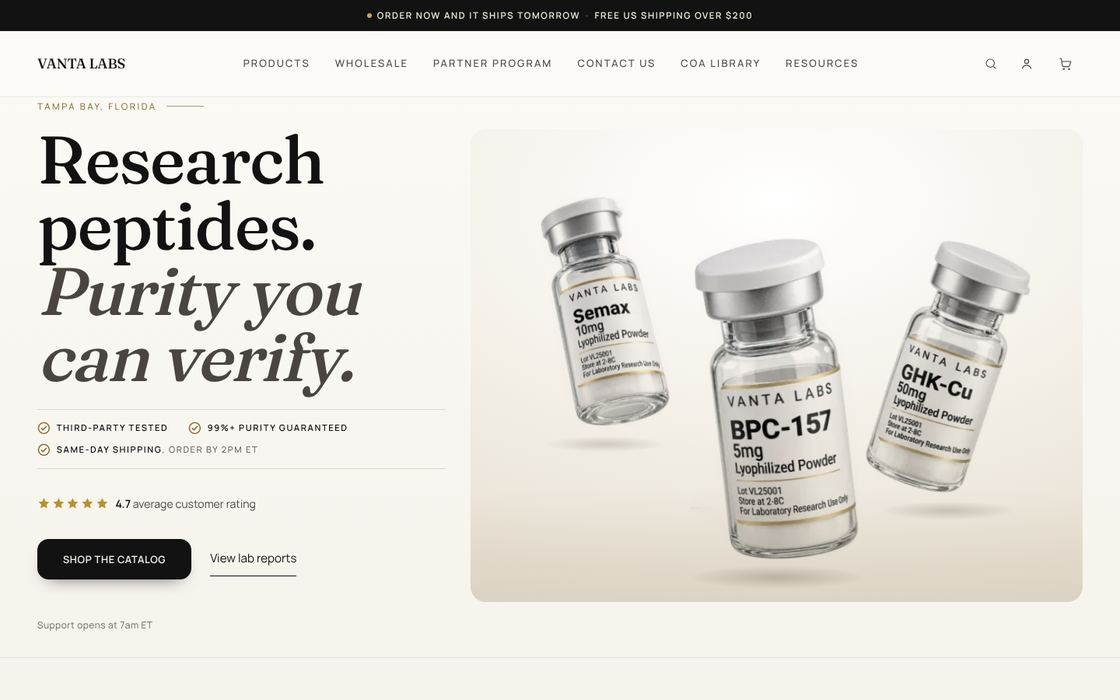 ORDER NOW AND IT SHIPS TOMORROW · FREE US SHIPPING OVER $200
VANTA LABS
PRODUCTS
WHOLESALE
PARTNER PROGRAM
CONTACT US
COA LIBRARY
RESOURCES
TAMPA BAY, FLORIDA
Research
peptides.
Purity you
can verify.
THIRD-PARTY TESTED
99%+ PURITY GUARANTEED
SAME-DAY SHIPPING, ORDER BY 2PM ET
4.7 average customer rating
SHOP THE CATALOG
View lab reports
Support opens at 7am ET
VANTA LABS
Semax
10mg
Lyophilized Powder
Lot VL25001
Store at 2-8C
For Laboratory Research Use Only
VANTA LABS
BPC-157
5mg
Lyophilized Powder
Lot VL25001
Store at 2-8C
For Laboratory Research Use Only
VANTA LABS
GHK-Cu
50mg
Lyophilized Powder
Lot VL25001
Store at 2-8C
For Laboratory Research Use Only